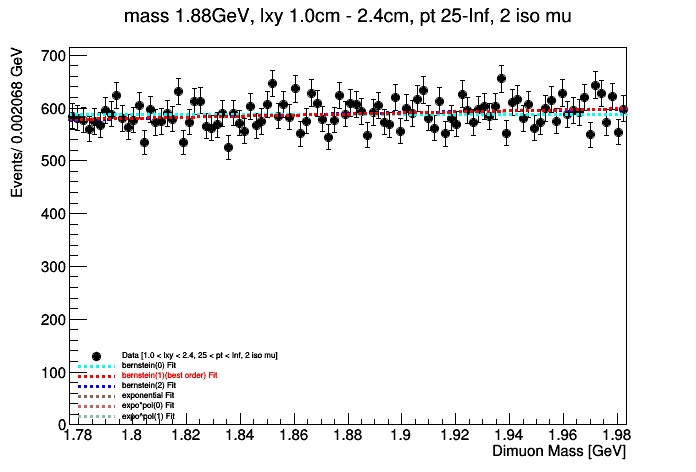 mass 1.88GeV, lxy 1.0cm - 2.4cm, pt 25-Inf, 2 iso mu
Events/ 0.002068 GeV
700
600
500
400
300
200
100
0
Data [1.0 < lxy < 2.4, 25 < pt < Inf, 2 iso mu]
bernstein(0) Fit
bernstein(1)(best order) Fit
bernstein(2) Fit
exponential Fit
expo*pol(0) Fit
expo*pol(1) Fit
1.78 1.8 1.82 1.84 1.86 1.88 1.9 1.92 1.94 1.96 1.98
Dimuon Mass [GeV]